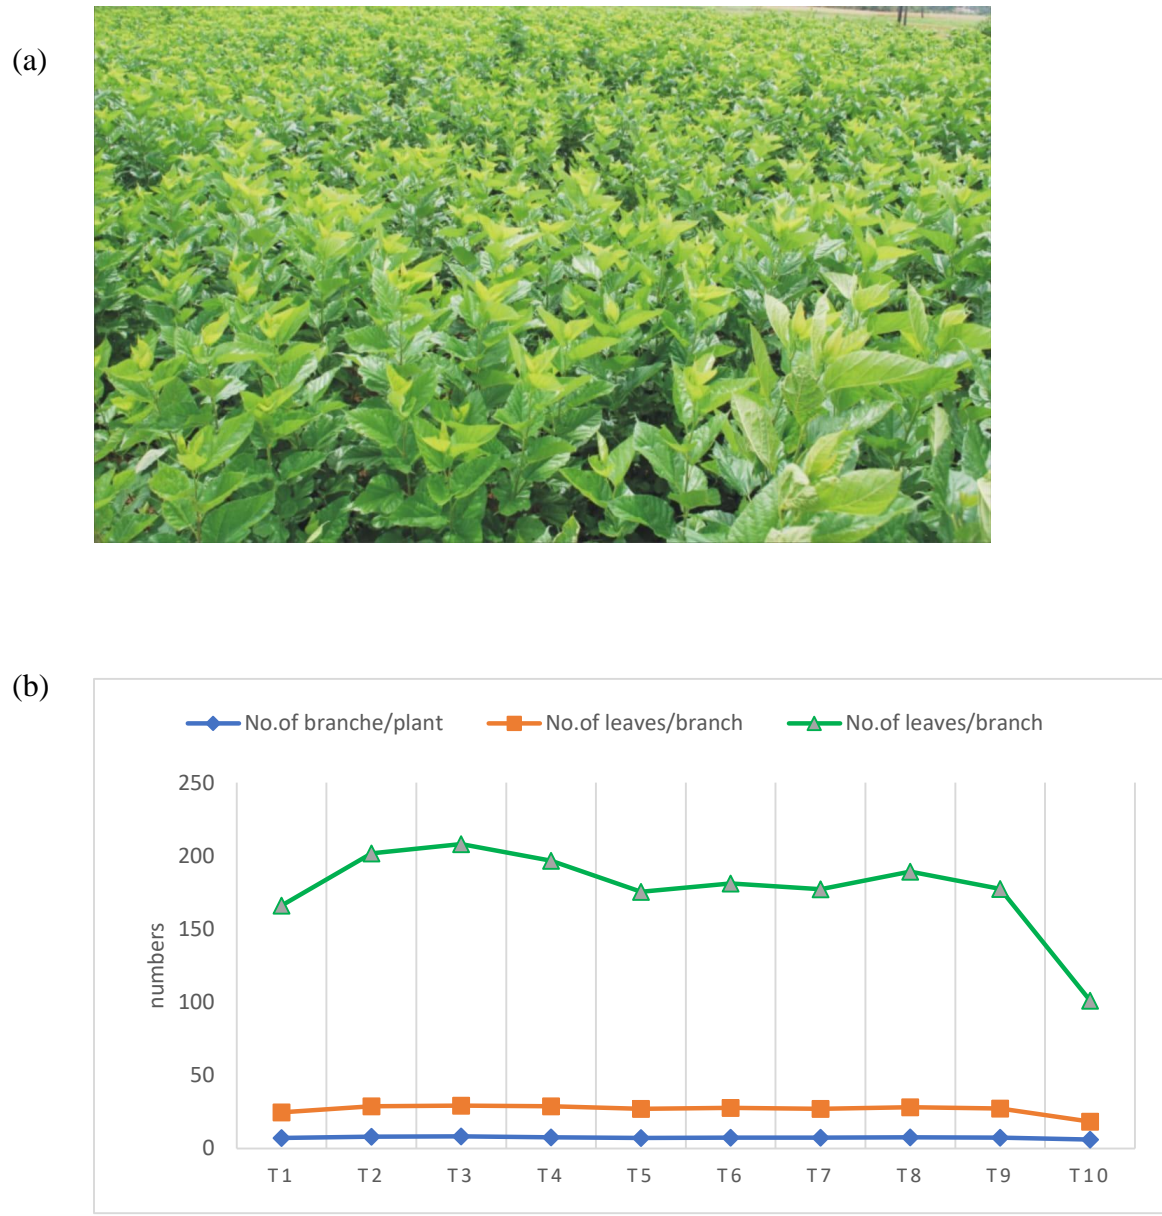 (a)
(b)
No.of branche/plant No.of leaves/branch No.of leaves/branch
250
200
150
100
50
0
numbers
T1 T2 T3 T4 T5 T6 T7 T8 T9 T10